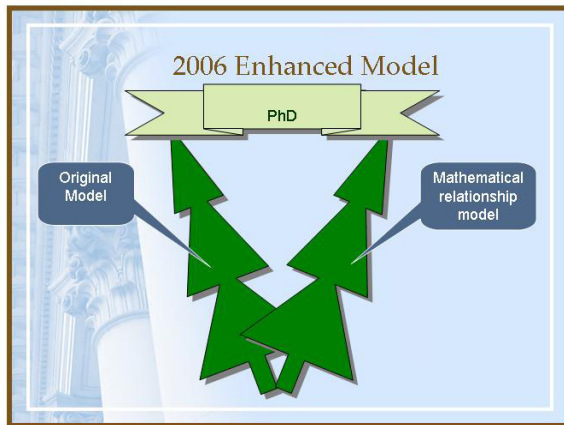 2006 Enhanced Model
PhD
Original
Model
Mathematical
relationship
model